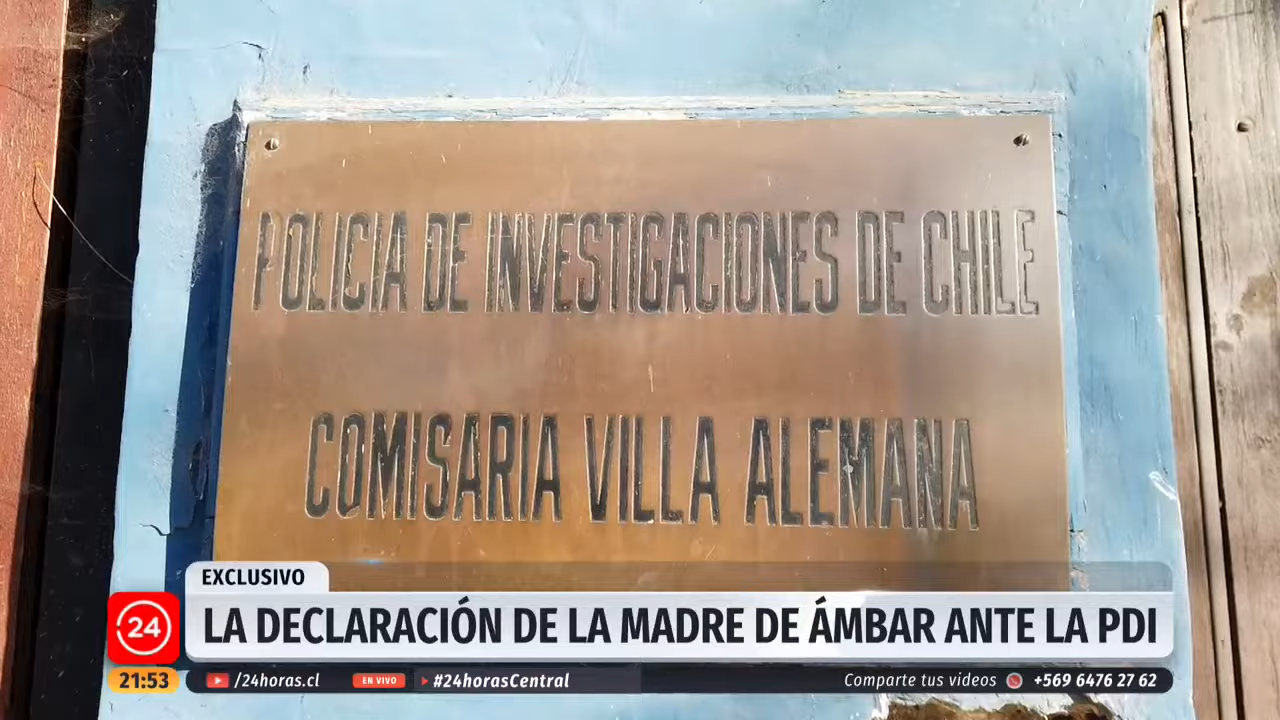 POLICIA DE INVESTIGACIONES DE CHILE
COMISARIA VILLA ALEMANA
EXCLUSIVO
24
LA DECLARACIÓN DE LA MADRE DE ÁMBAR ANTE LA PDI
21:53
/24horas.cl
EN VIVO
#24horasCentral
Comparte tus videos
+569 6476 27 62